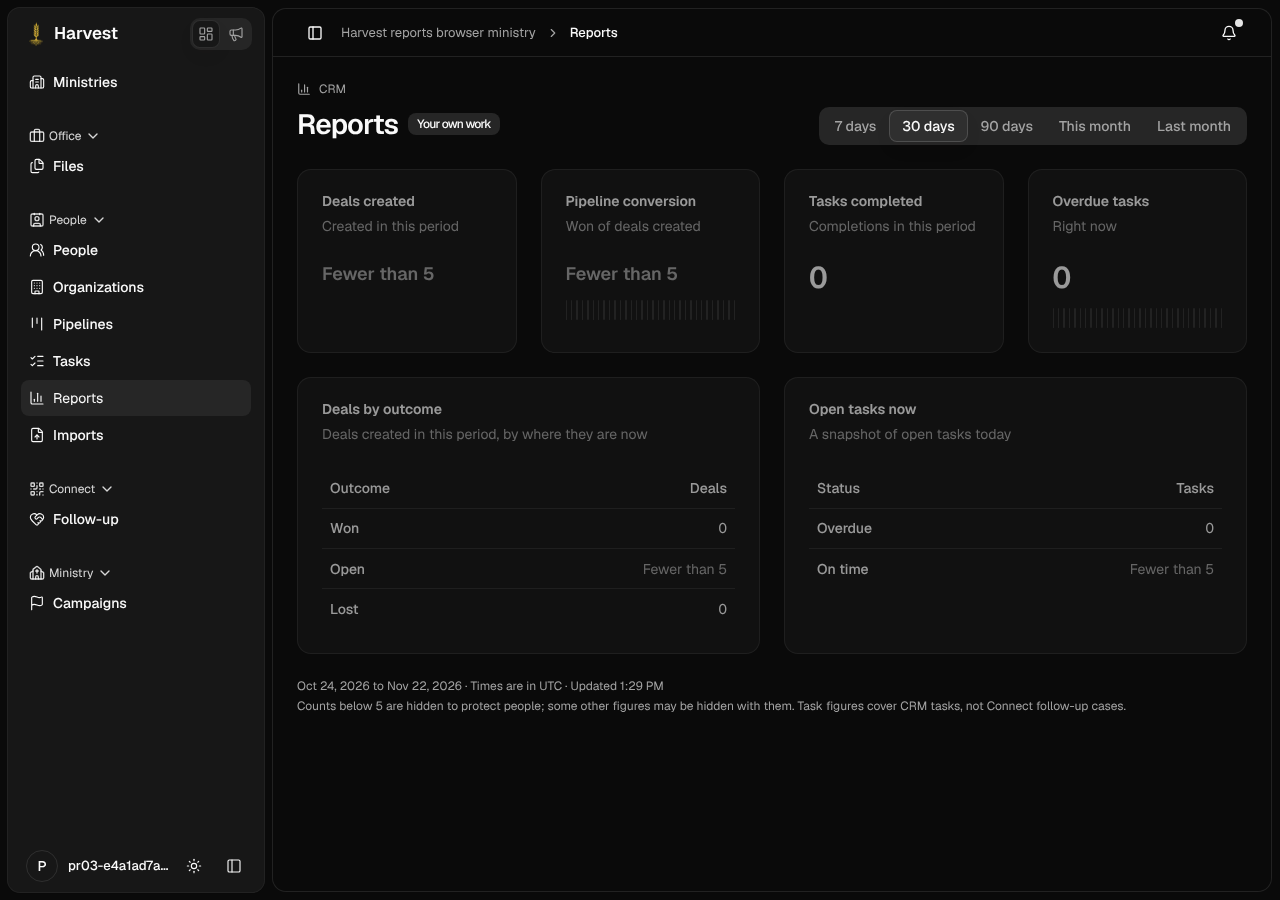 Harvest
Ministries
Office
Files
People
People
Organizations
Pipelines
Tasks
Reports
Imports
Connect
Follow-up
Ministry
Campaigns
P pr03-e4a1ad7a...
Harvest reports browser ministry > Reports
CRM
Reports Your own work
7 days 30 days 90 days This month Last month
Deals created
Created in this period
Fewer than 5
Pipeline conversion
Won of deals created
Fewer than 5
Tasks completed
Completions in this period
0
Overdue tasks
Right now
0
Deals by outcome
Deals created in this period, by where they are now
Outcome Deals
Won 0
Open Fewer than 5
Lost 0
Open tasks now
A snapshot of open tasks today
Status Tasks
Overdue 0
On time Fewer than 5
Oct 24, 2026 to Nov 22, 2026 · Times are in UTC · Updated 1:29 PM
Counts below 5 are hidden to protect people; some other figures may be hidden with them. Task figures cover CRM tasks, not Connect follow-up cases.